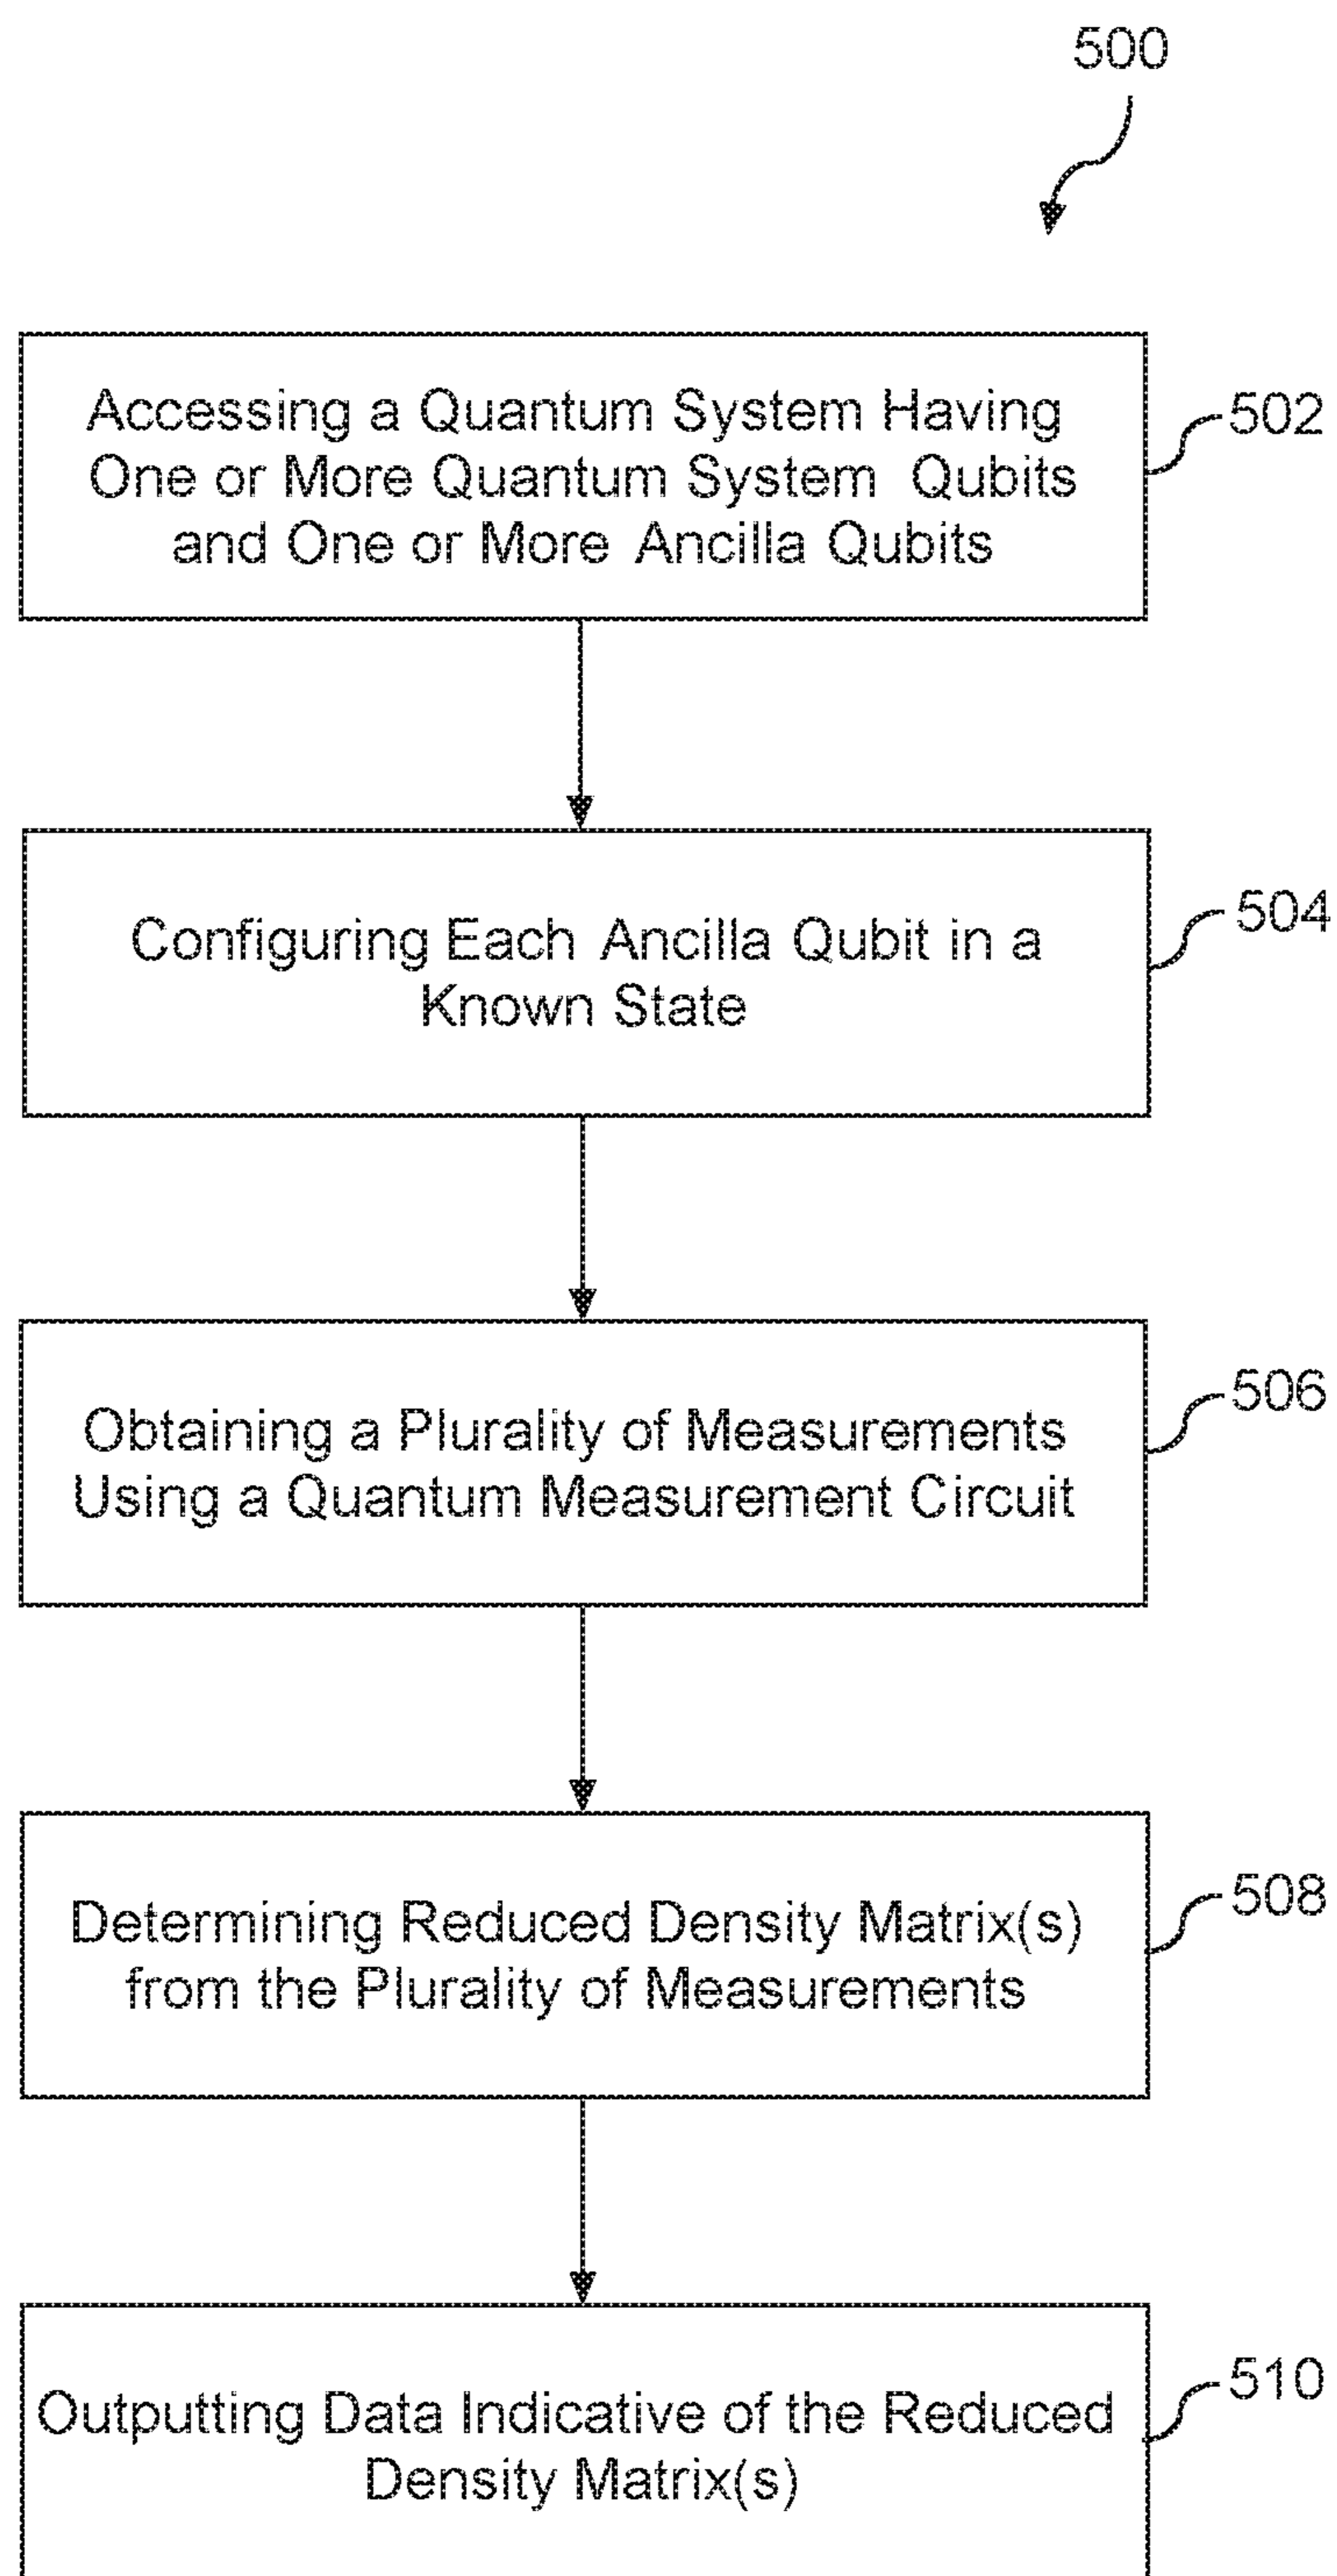 500
Accessing a Quantum System Having
One or More Quantum System Qubits
and One or More Ancilla Qubits
502
Configuring Each Ancilla Qubit in a
Known State
504
Obtaining a Plurality of Measurements
Using a Quantum Measurement Circuit
506
Determining Reduced Density Matrix(s)
from the Plurality of Measurements
508
Outputting Data Indicative of the Reduced
Density Matrix(s)
510